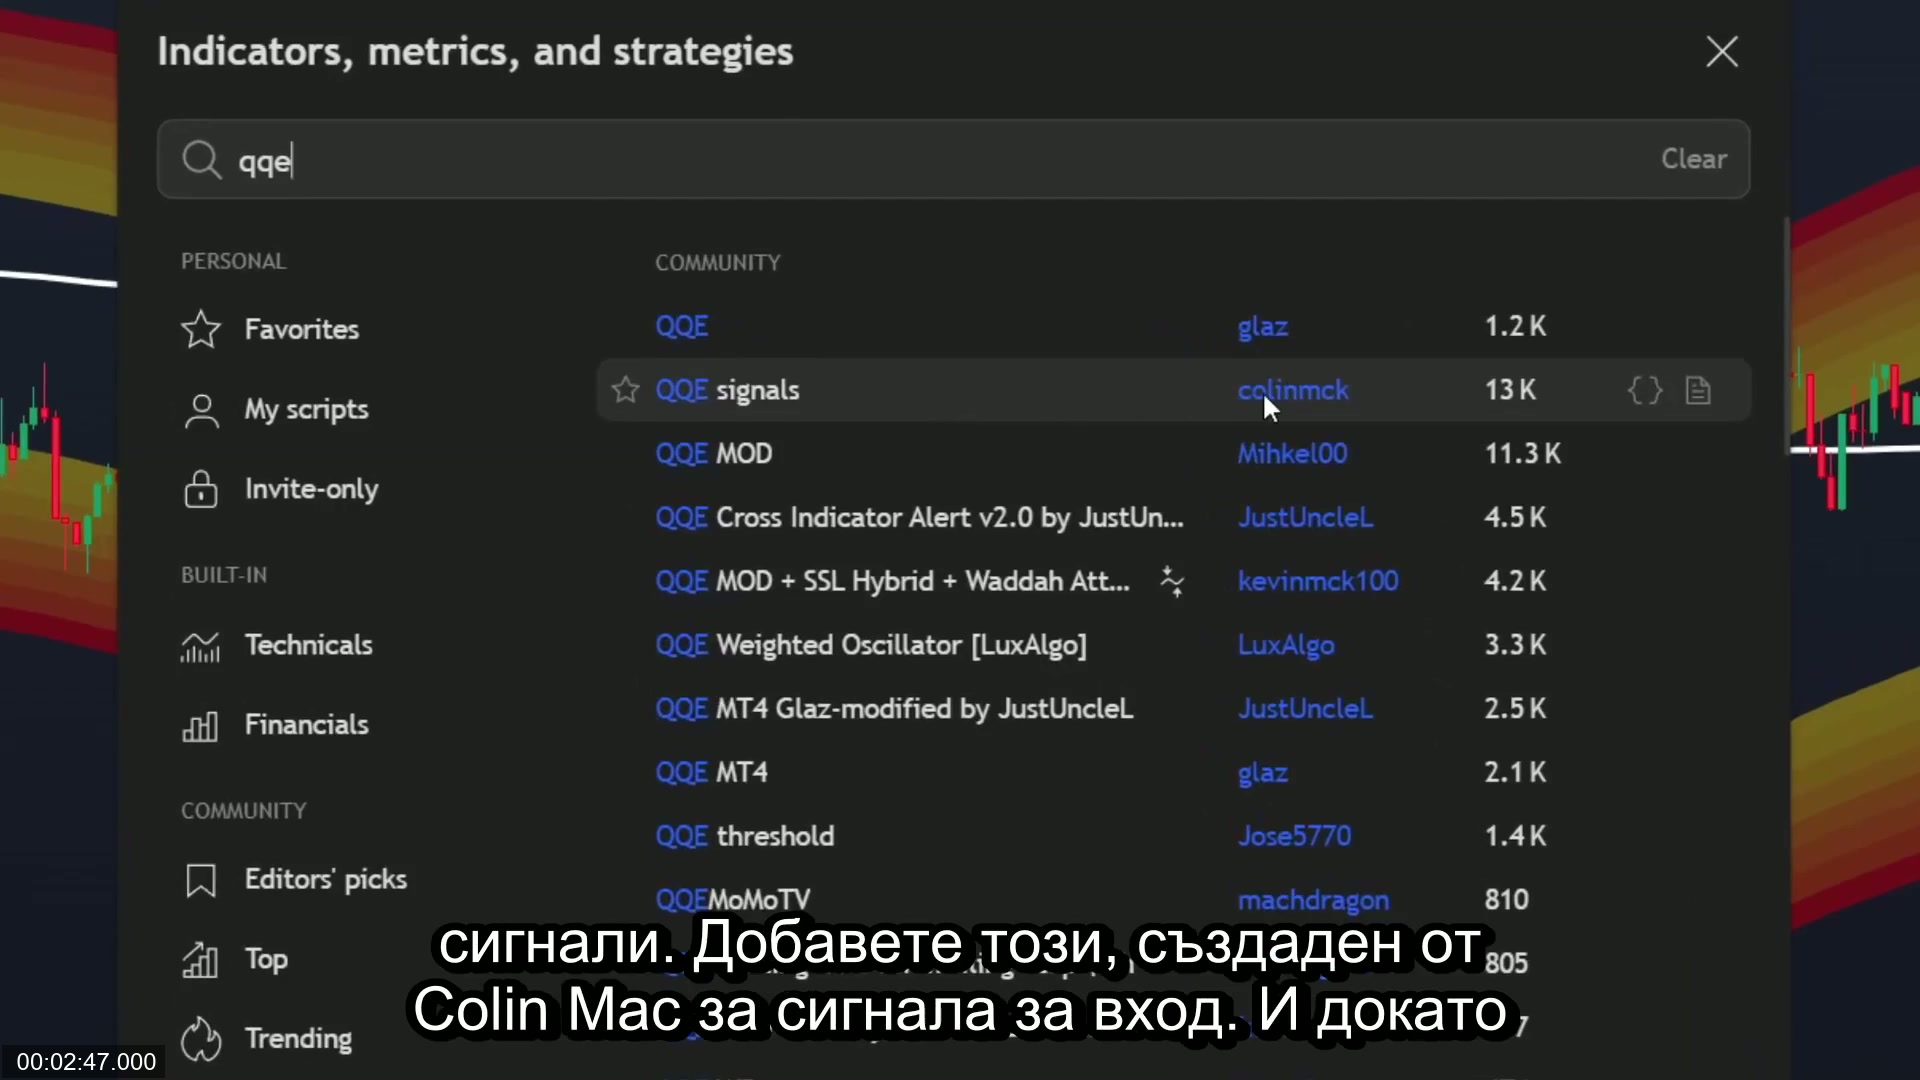 Indicators, metrics, and strategies
qqe
Clear
PERSONAL
Favorites
My scripts
Invite-only
BUILT-IN
Technicals
Financials
COMMUNITY
Editors' picks
Top
Trending
COMMUNITY
QQE glaz 1.2 K
QQE signals colinmck 13 K
QQE MOD Mihkel00 11.3 K
QQE Cross Indicator Alert v2.0 by JustUn... JustUncleL 4.5 K
QQE MOD + SSL Hybrid + Waddah Att... kevinmck100 4.2 K
QQE Weighted Oscillator [LuxAlgo] LuxAlgo 3.3 K
QQE MT4 Glaz-modified by JustUncleL JustUncleL 2.5 K
QQE MT4 glaz 2.1 K
QQE threshold Jose5770 1.4 K
QQEMoMoTV machdragon 810
805
сигнали. Добавете този, създаден от
Colin Mac за сигнала за вход. И докато
00:02:47.000